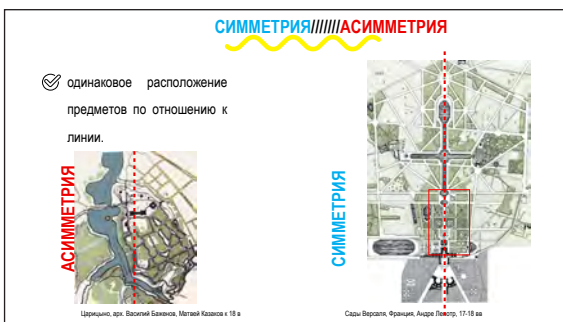 СИММЕТРИЯ///////АСИММЕТРИЯ
одинаковое расположение
предметов по отношению к
линии.
АСИММЕТРИЯ
СИММЕТРИЯ
Царицыно, арх. Василий Баженов, Матвей Казаков к 18 в
Сады Версаля, Франция, Андре Ленотр, 17-18 вв